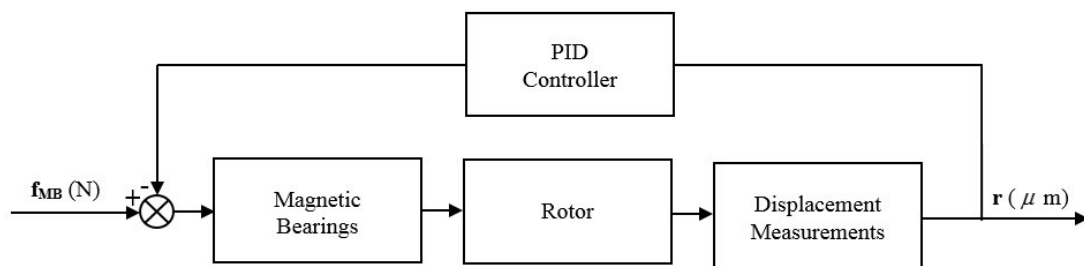 PID
Controller
f_MB (N)
+
-
Magnetic
Bearings
Rotor
Displacement
Measurements
r ( μ m)